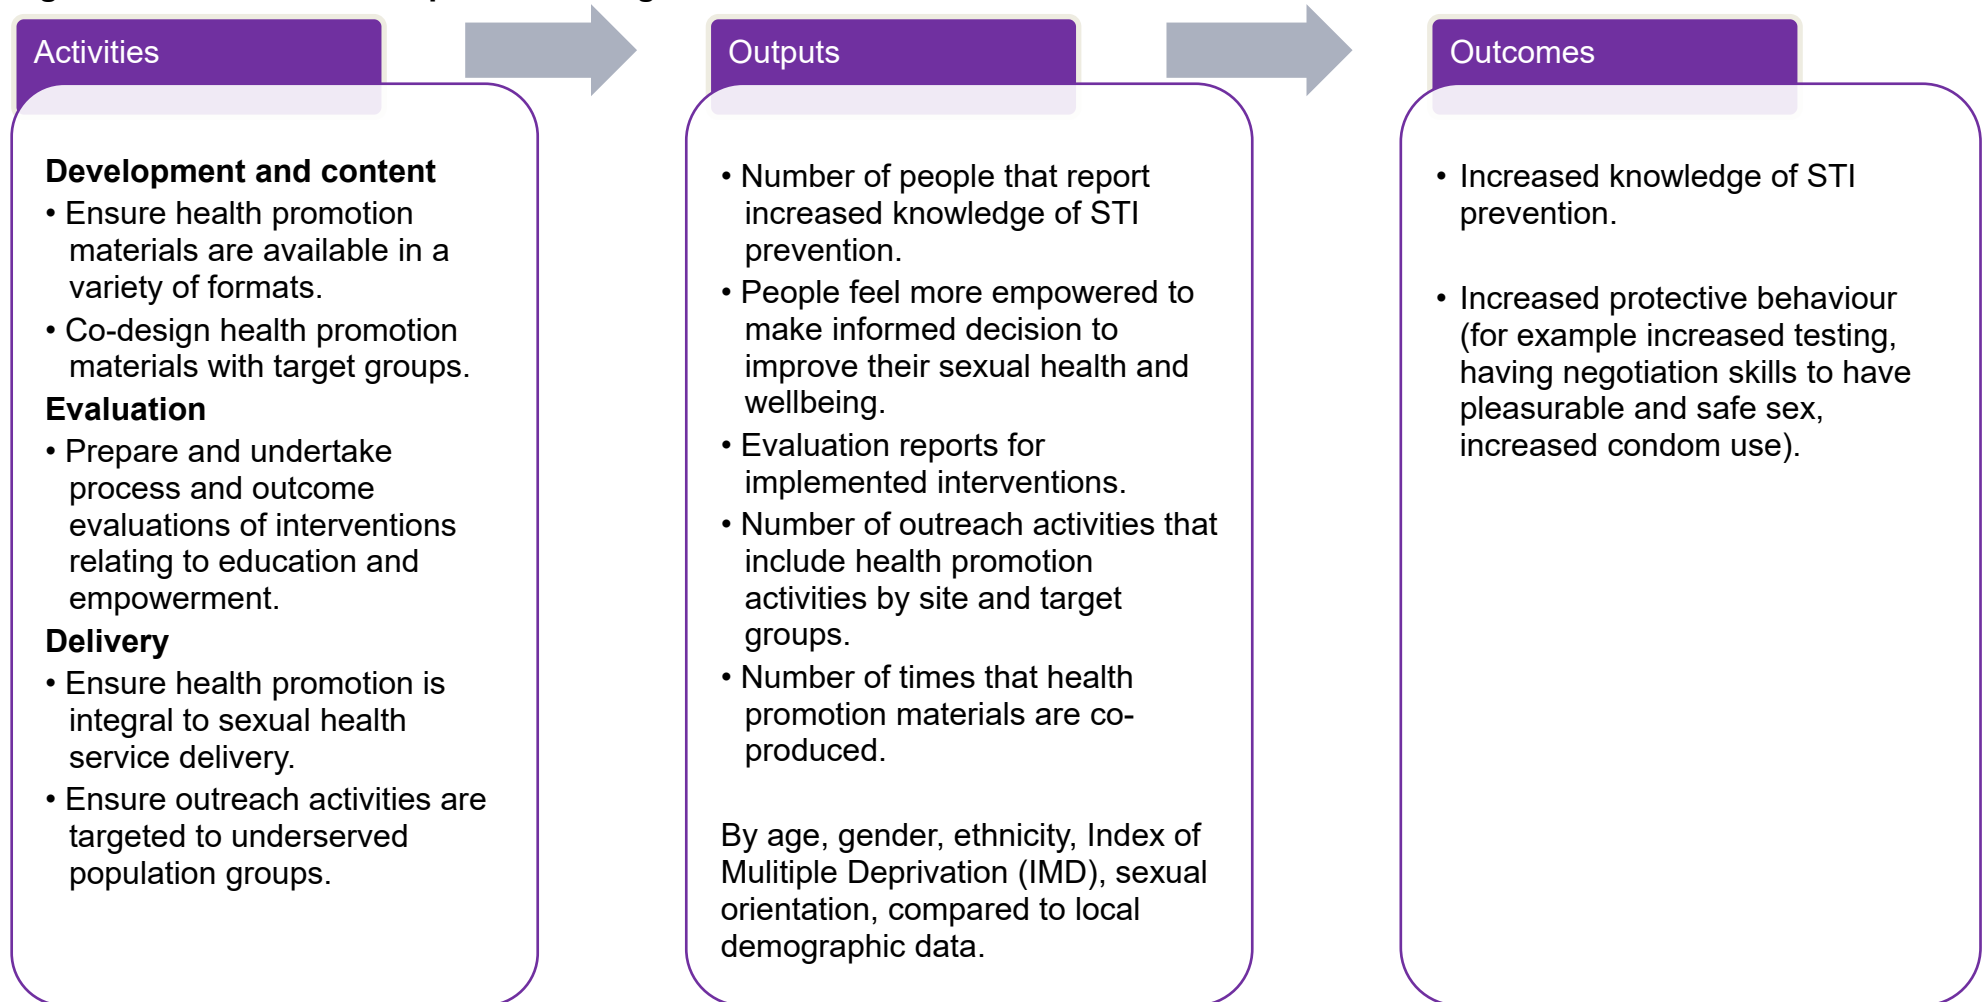 Activities
Development and content
• Ensure health promotion
materials are available in a
variety of formats.
• Co-design health promotion
materials with target groups.
Evaluation
• Prepare and undertake
process and outcome
evaluations of interventions
relating to education and
empowerment.
Delivery
• Ensure health promotion is
integral to sexual health
service delivery.
• Ensure outreach activities are
targeted to underserved
population groups.
Outputs
• Number of people that report
increased knowledge of STI
prevention.
• People feel more empowered to
make informed decision to
improve their sexual health and
wellbeing.
• Evaluation reports for
implemented interventions.
• Number of outreach activities that
include health promotion
activities by site and target
groups.
• Number of times that health
promotion materials are co-
produced.
By age, gender, ethnicity, Index of
Mulitiple Deprivation (IMD), sexual
orientation, compared to local
demographic data.
Outcomes
• Increased knowledge of STI
prevention.
• Increased protective behaviour
(for example increased testing,
having negotiation skills to have
pleasurable and safe sex,
increased condom use).